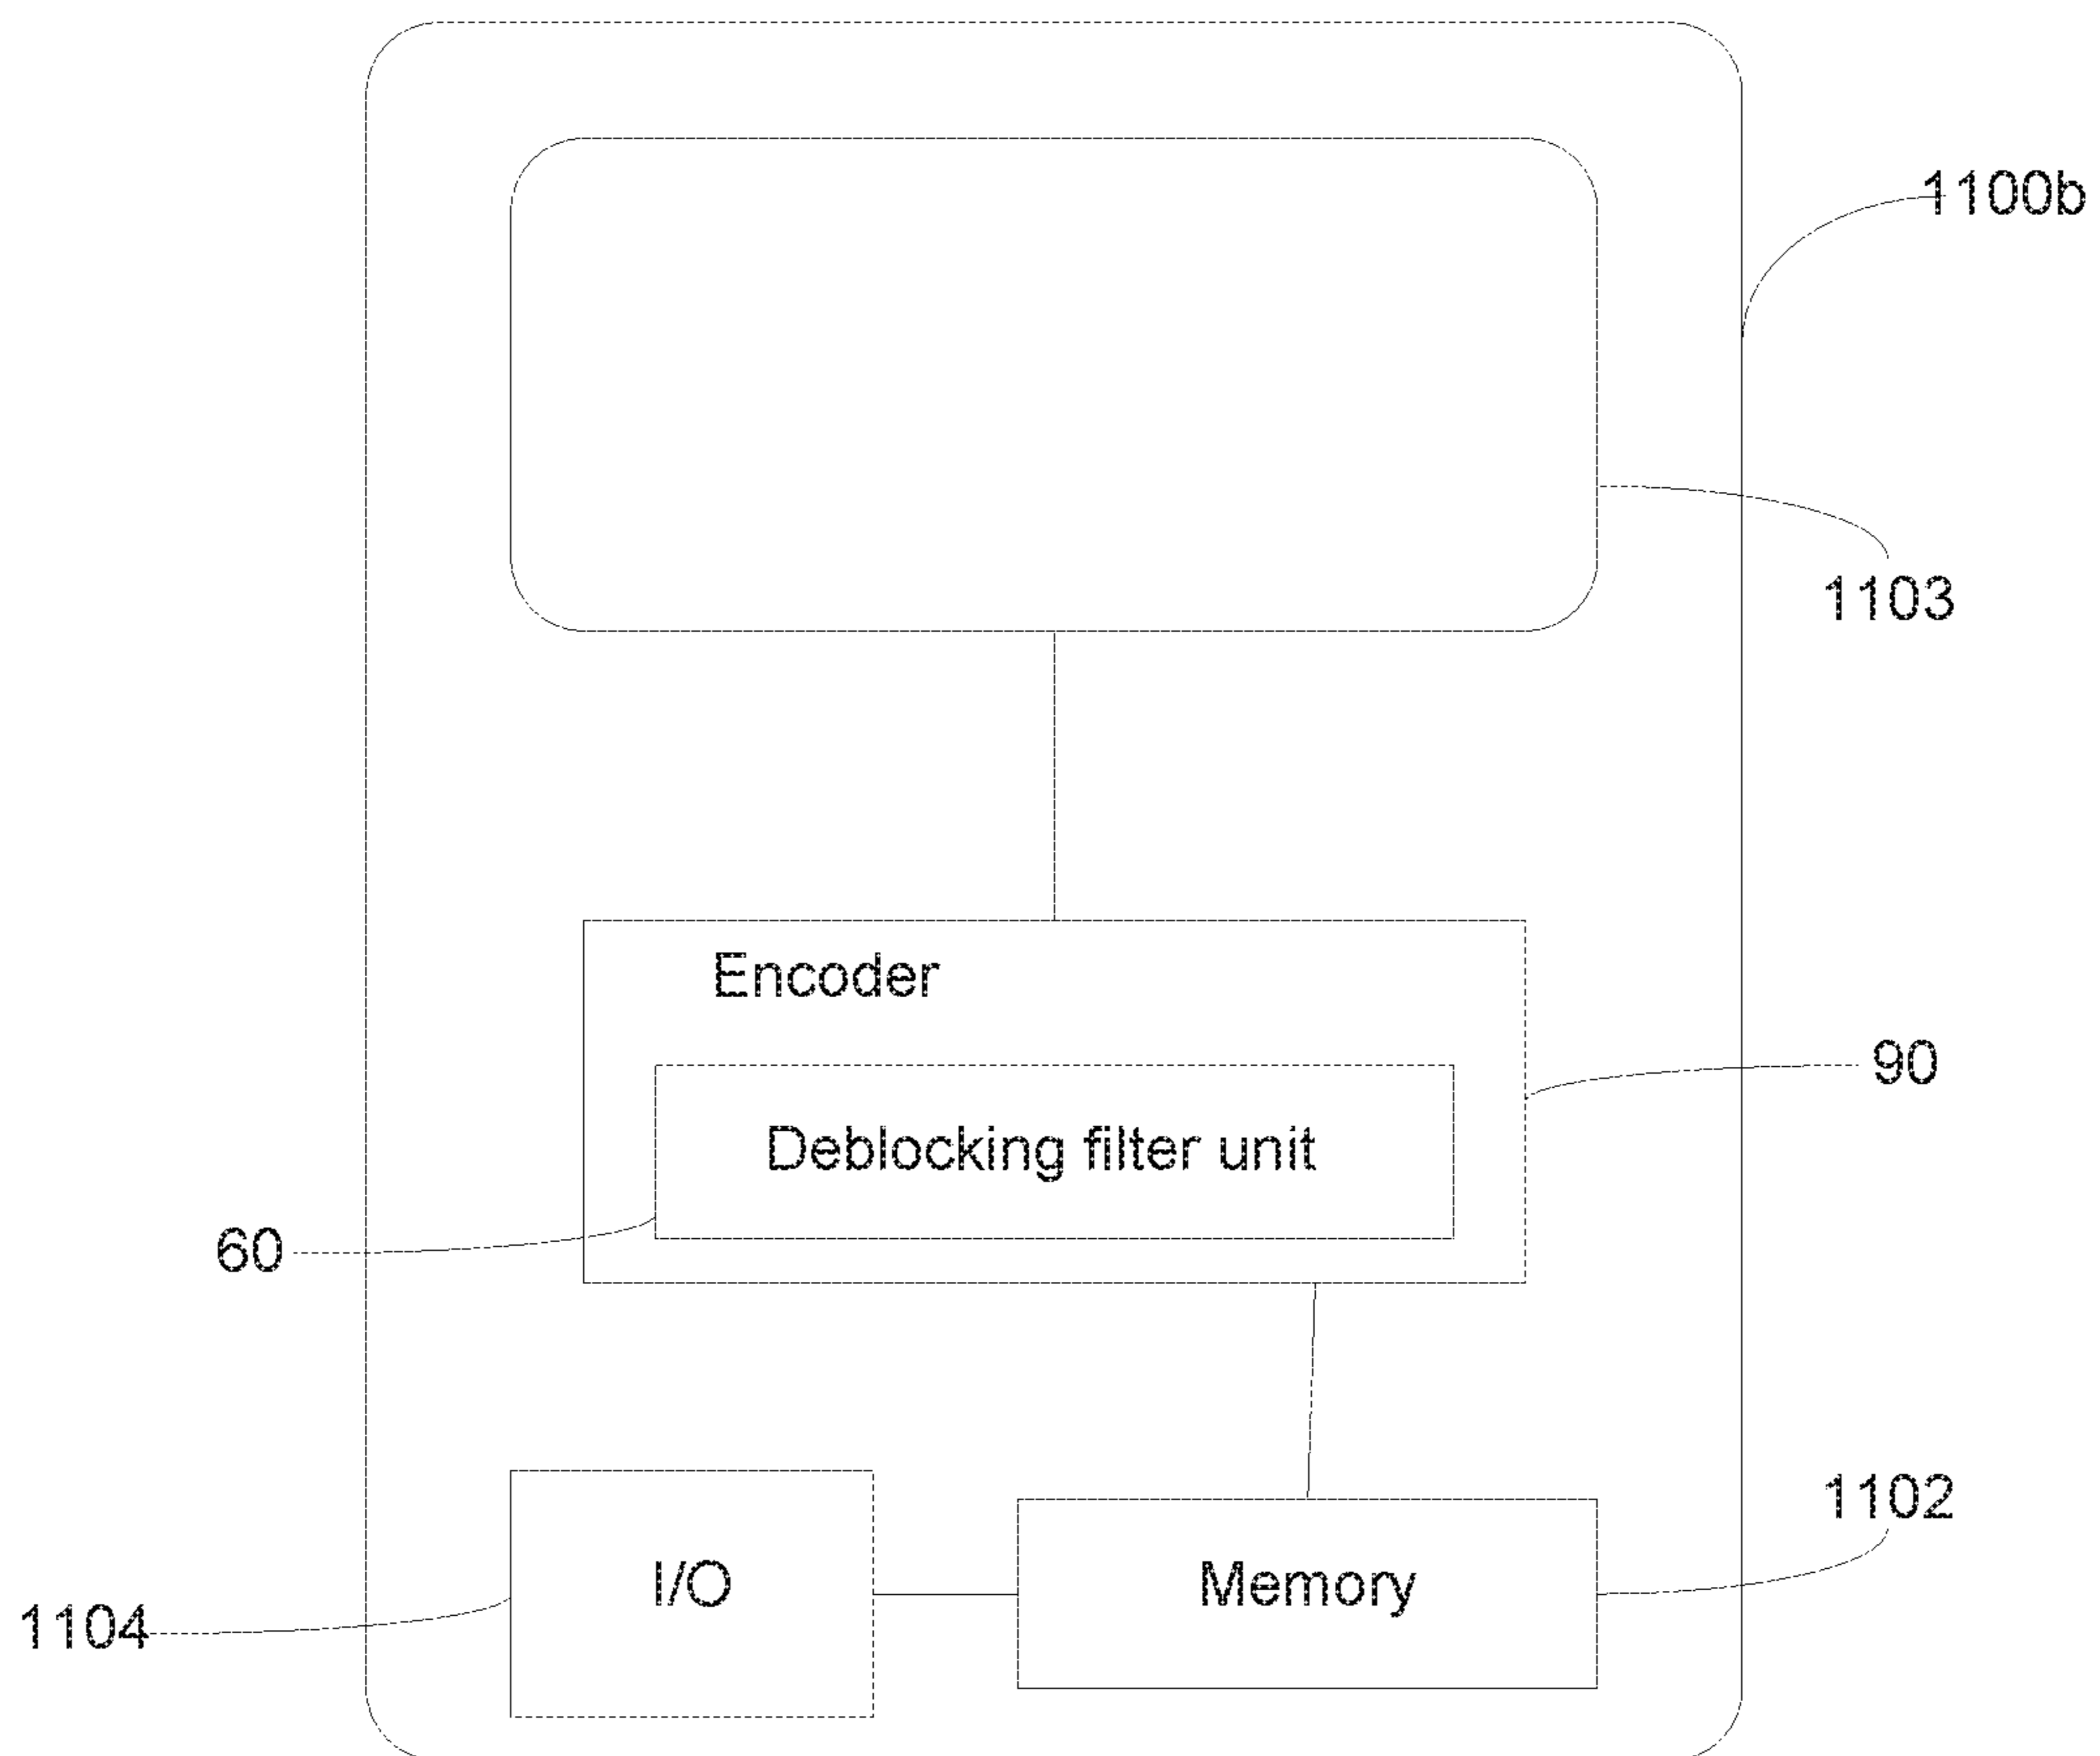 1100b
1103
Encoder
90
Deblocking filter unit
60
1102
I/O
Memory
1104